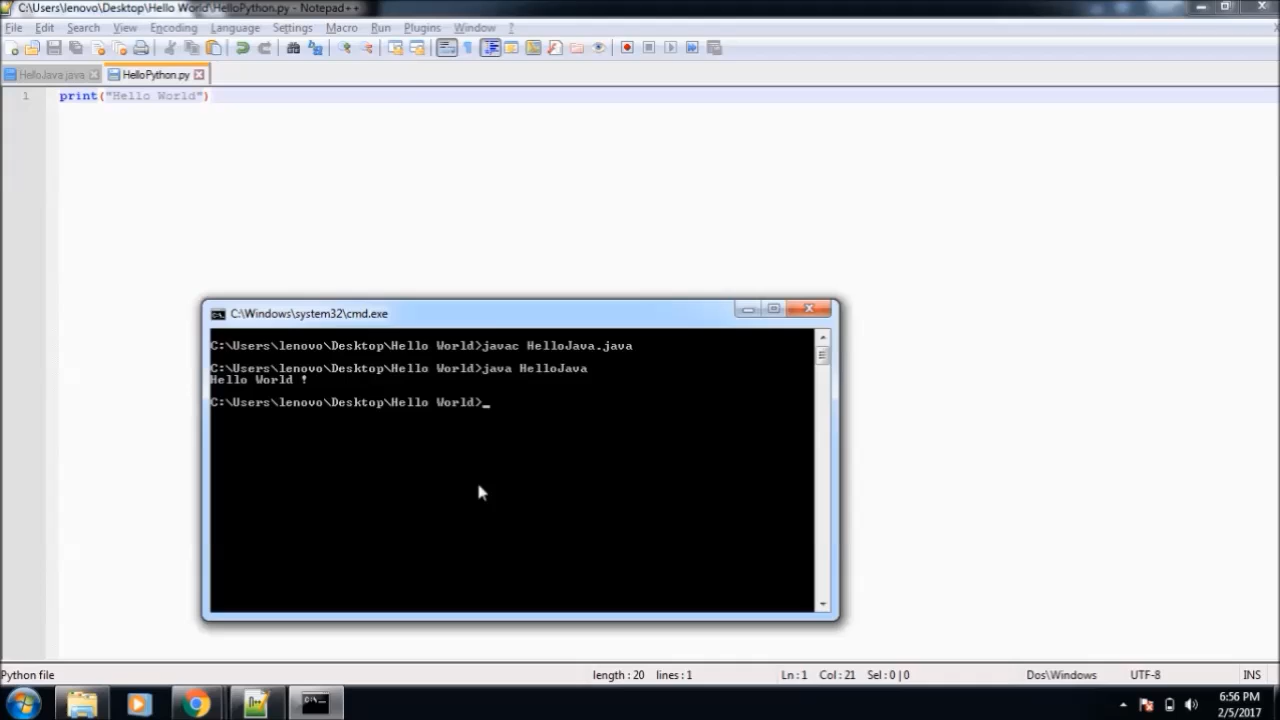 C:\Users\lenovo\Desktop\Hello World\HelloPython.py - Notepad++
File Edit Search View Encoding Language Settings Macro Run Plugins Window ?
HelloJava.java HelloPython.py
1 print("Hello World")
C:\Windows\system32\cmd.exe
C:\Users\lenovo\Desktop\Hello World>javac HelloJava.java
C:\Users\lenovo\Desktop\Hello World>java HelloJava
Hello World !
C:\Users\lenovo\Desktop\Hello World>_
Python file length : 20 lines : 1 Ln : 1 Col : 21 Sel : 0 | 0 Dos\Windows UTF-8 INS
6:56 PM
2/5/2017